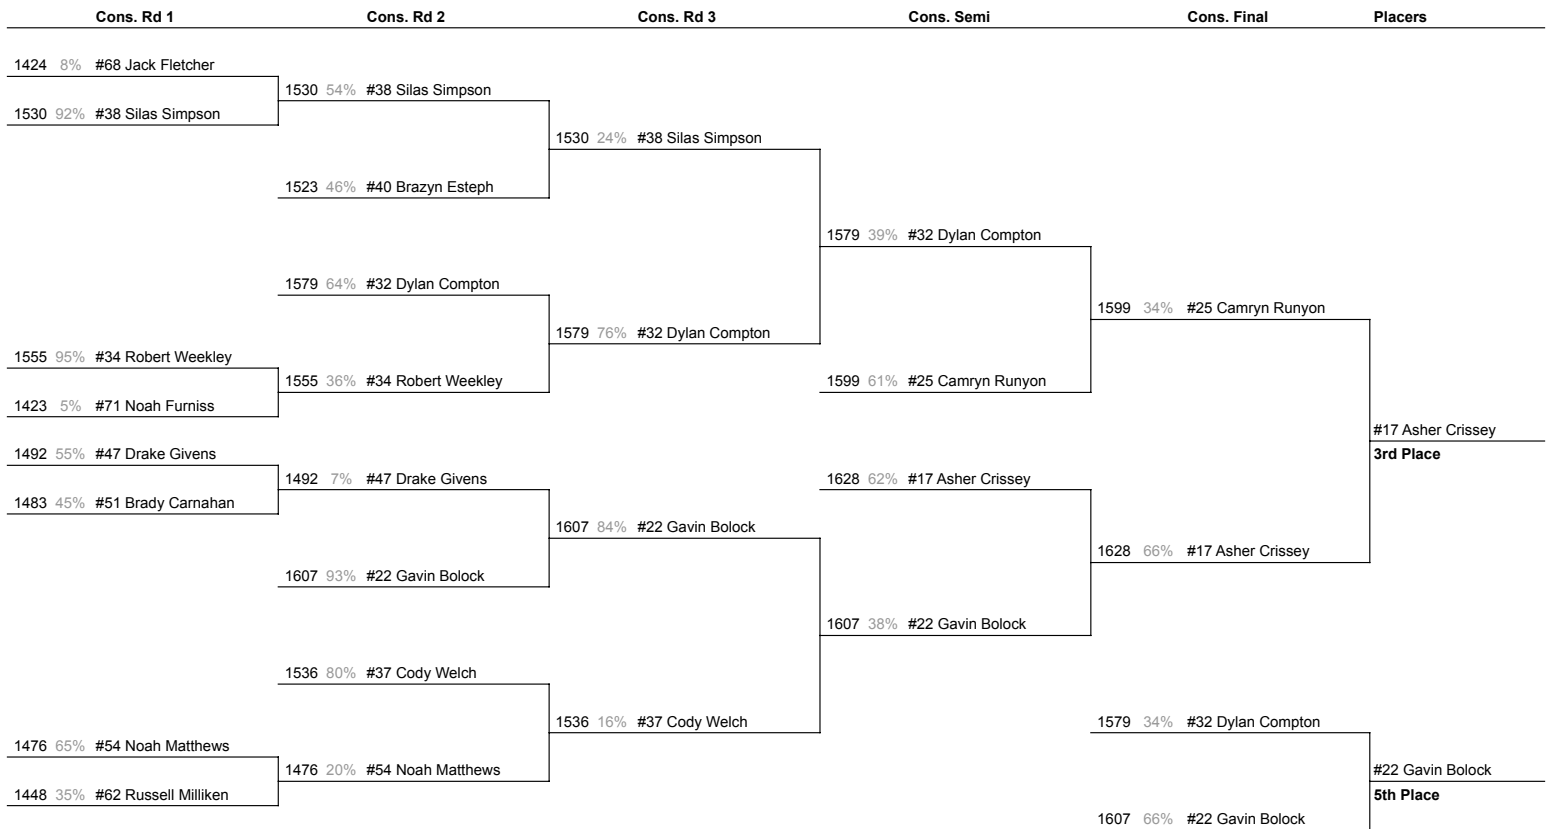 Cons. Rd 1 Cons. Rd 2 Cons. Rd 3 Cons. Semi Cons. Final Placers
1424 8% #68 Jack Fletcher
1530 54% #38 Silas Simpson
1530 92% #38 Silas Simpson
1530 24% #38 Silas Simpson
1523 46% #40 Brazyn Esteph
1579 39% #32 Dylan Compton
1579 64% #32 Dylan Compton
1599 34% #25 Camryn Runyon
1579 76% #32 Dylan Compton
1555 95% #34 Robert Weekley
1555 36% #34 Robert Weekley
1599 61% #25 Camryn Runyon
1423 5% #71 Noah Furniss
#17 Asher Crissey
1492 55% #47 Drake Givens
3rd Place
1492 7% #47 Drake Givens
1628 62% #17 Asher Crissey
1483 45% #51 Brady Carnahan
1607 84% #22 Gavin Bolock
1628 66% #17 Asher Crissey
1607 93% #22 Gavin Bolock
1607 38% #22 Gavin Bolock
1536 80% #37 Cody Welch
1536 16% #37 Cody Welch
1579 34% #32 Dylan Compton
1476 65% #54 Noah Matthews
1476 20% #54 Noah Matthews
#22 Gavin Bolock
1448 35% #62 Russell Milliken
5th Place
1607 66% #22 Gavin Bolock